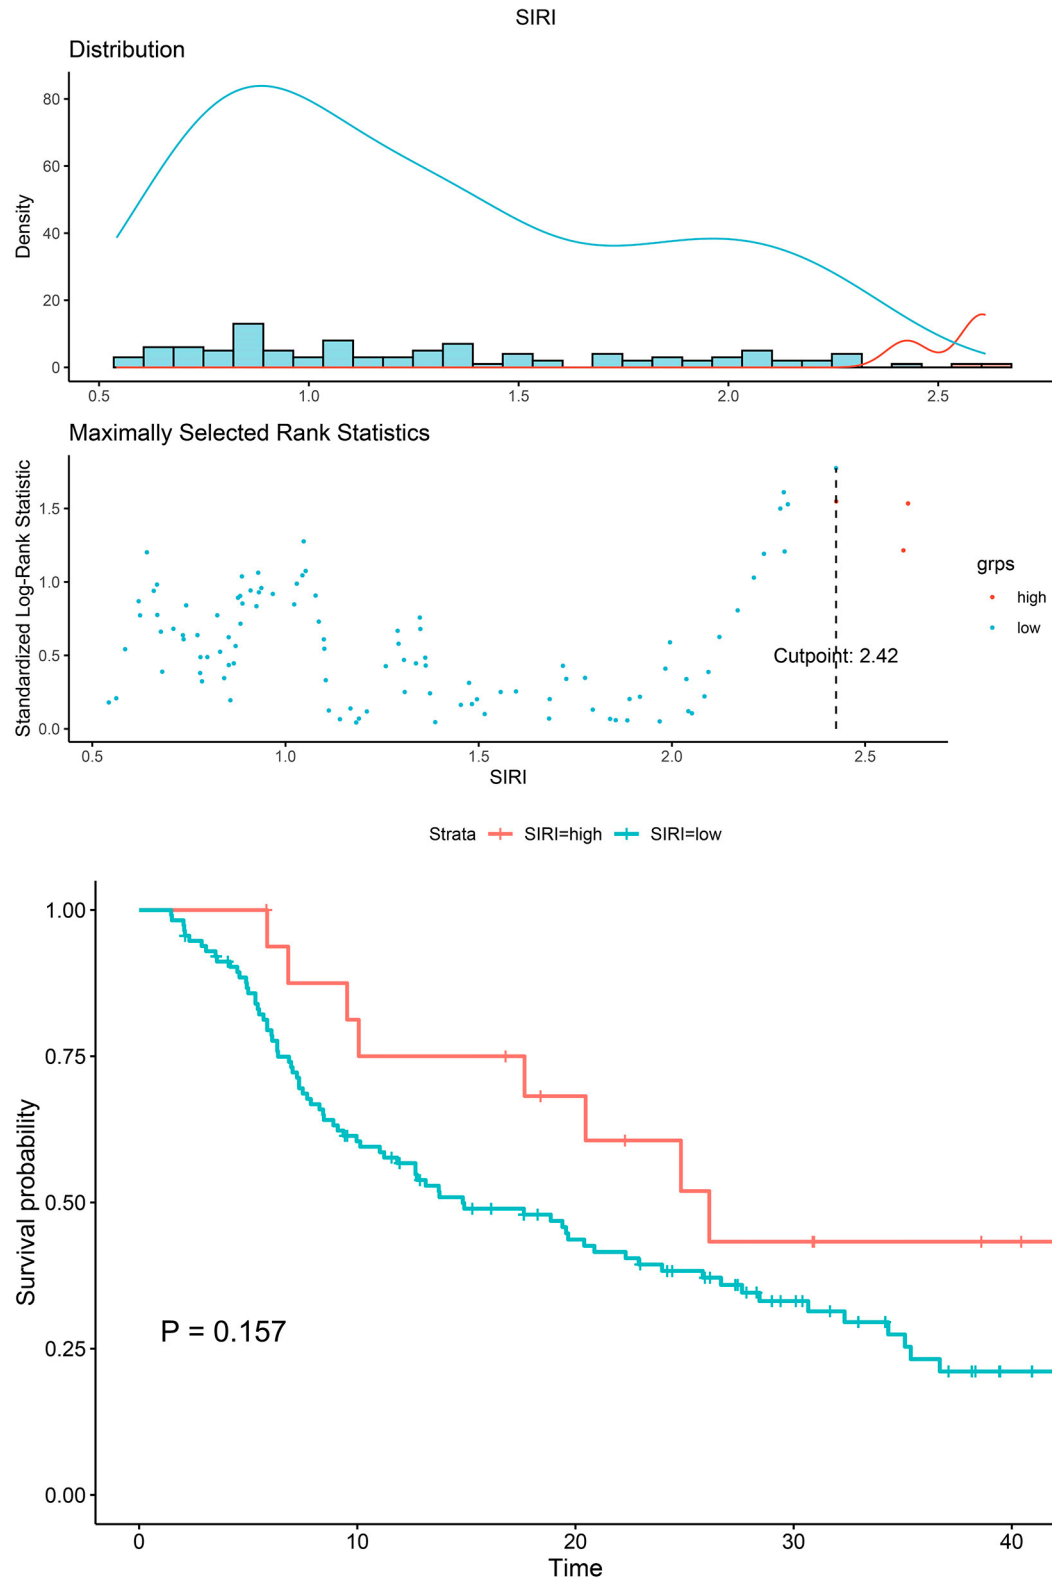 SIRI
Distribution
Density
80
60
40
20
0
0.5 1.0 1.5 2.0 2.5
Maximally Selected Rank Statistics
Standardized Log-Rank Statistic
1.5
1.0
0.5
0.0
Cutpoint: 2.42
grps
high
low
0.5 1.0 1.5 2.0 2.5
SIRI
Strata SIRI=high SIRI=low
Survival probability
1.00
0.75
0.50
0.25
0.00
P = 0.157
0 10 20 30 40
Time